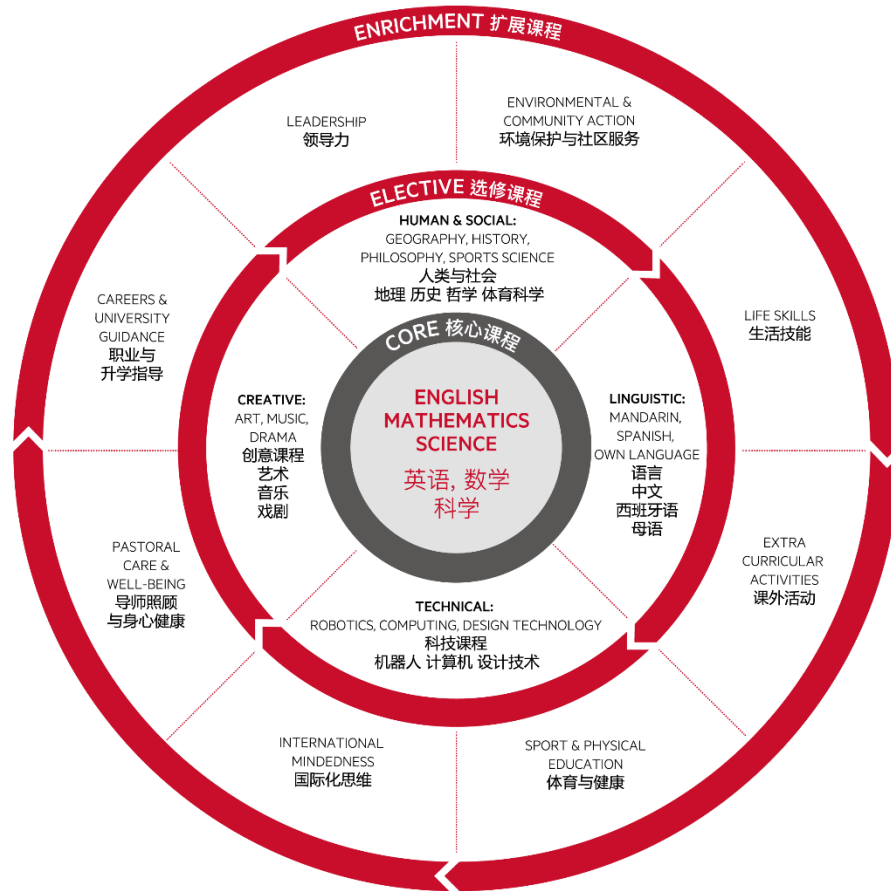 ENRICHMENT 扩展课程
LEADERSHIP
领导力
ENVIRONMENTAL &
COMMUNITY ACTION
环境保护与社区服务
LIFE SKILLS
生活技能
EXTRA
CURRICULAR
ACTIVITIES
课外活动
SPORT & PHYSICAL
EDUCATION
体育与健康
INTERNATIONAL
MINDEDNESS
国际化思维
PASTORAL
CARE &
WELL-BEING
导师照顾
与身心健康
CAREERS &
UNIVERSITY
GUIDANCE
职业与
升学指导
ELECTIVE 选修课程
HUMAN & SOCIAL:
GEOGRAPHY, HISTORY,
PHILOSOPHY, SPORTS SCIENCE
人类与社会
地理 历史 哲学 体育科学
LINGUISTIC:
MANDARIN,
SPANISH,
OWN LANGUAGE
语言
中文
西班牙语
母语
TECHNICAL:
ROBOTICS, COMPUTING, DESIGN TECHNOLOGY
科技课程
机器人 计算机 设计技术
CREATIVE:
ART, MUSIC,
DRAMA
创意课程
艺术
音乐
戏剧
CORE 核心课程
ENGLISH
MATHEMATICS
SCIENCE
英语, 数学
科学